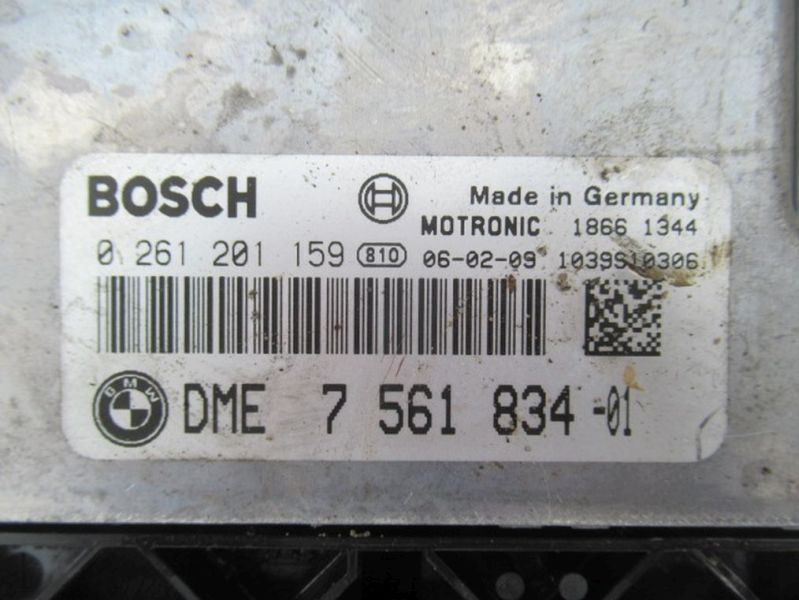 BOSCH Made in Germany
MOTRONIC 1866 1344
0 261 201 159 810 06-02-09 1039S10306
BMW DME 7 561 834-01